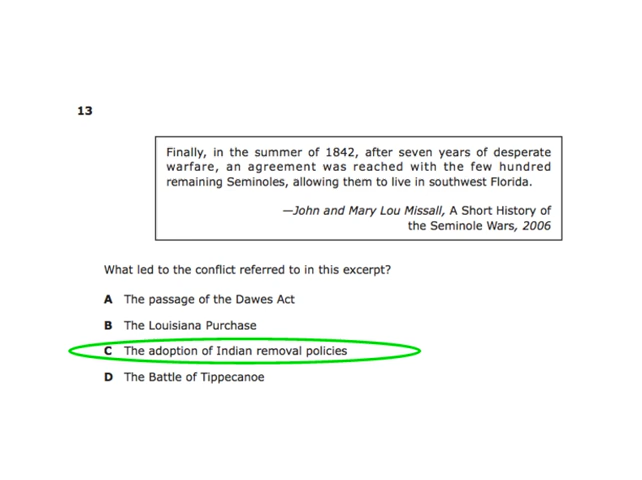 13
Finally, in the summer of 1842, after seven years of desperate
warfare, an agreement was reached with the few hundred
remaining Seminoles, allowing them to live in southwest Florida.
—John and Mary Lou Missall, A Short History of
the Seminole Wars, 2006
What led to the conflict referred to in this excerpt?
A The passage of the Dawes Act
B The Louisiana Purchase
C The adoption of Indian removal policies
D The Battle of Tippecanoe